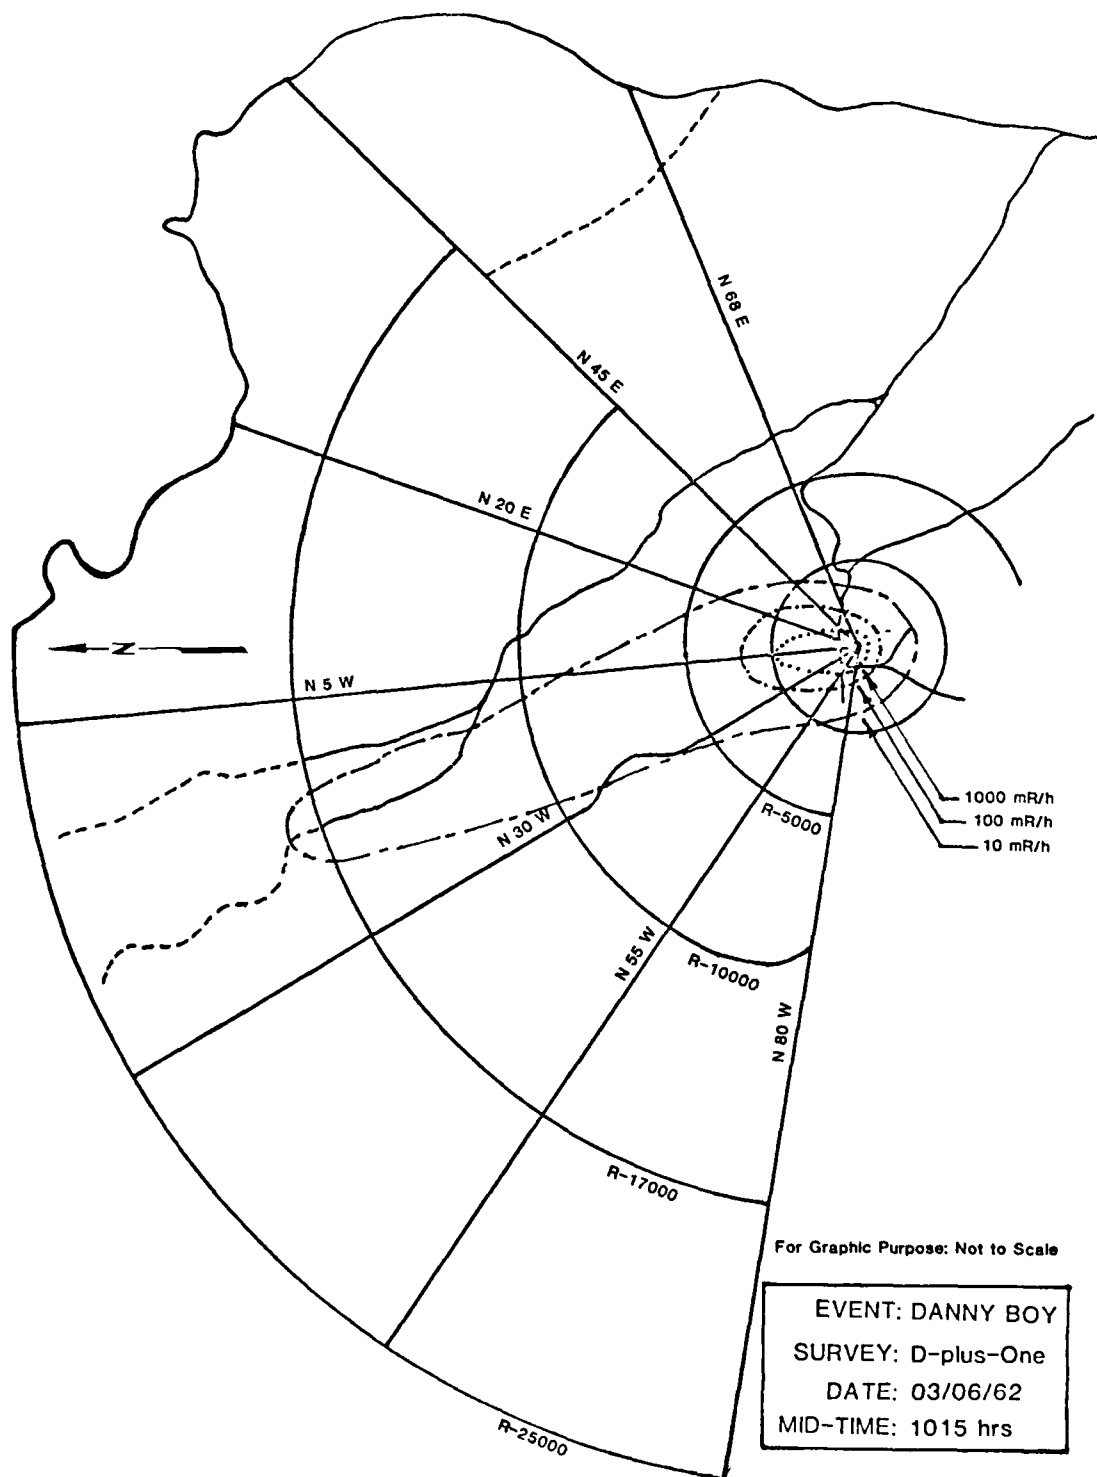 N 68 E
N 45 E
N 20 E
N
N 5 W
N 30 W
1000 mR/h
R-5000
100 mR/h
10 mR/h
N 55 W
R-10000
N 80 W
R-17000
For Graphic Purpose: Not to Scale
EVENT: DANNY BOY
SURVEY: D-plus-One
DATE: 03/06/62
MID-TIME: 1015 hrs
R-25000